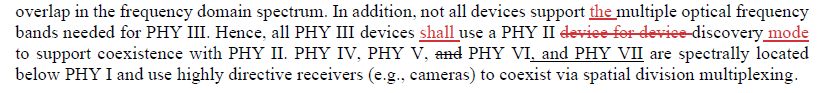 overlap in the frequency domain spectrum. In addition, not all devices support the multiple optical frequency
bands needed for PHY III. Hence, all PHY III devices shall use a PHY II device for device discovery mode
to support coexistence with PHY II. PHY IV, PHY V, and PHY VI, and PHY VII are spectrally located
below PHY I and use highly directive receivers (e.g., cameras) to coexist via spatial division multiplexing.